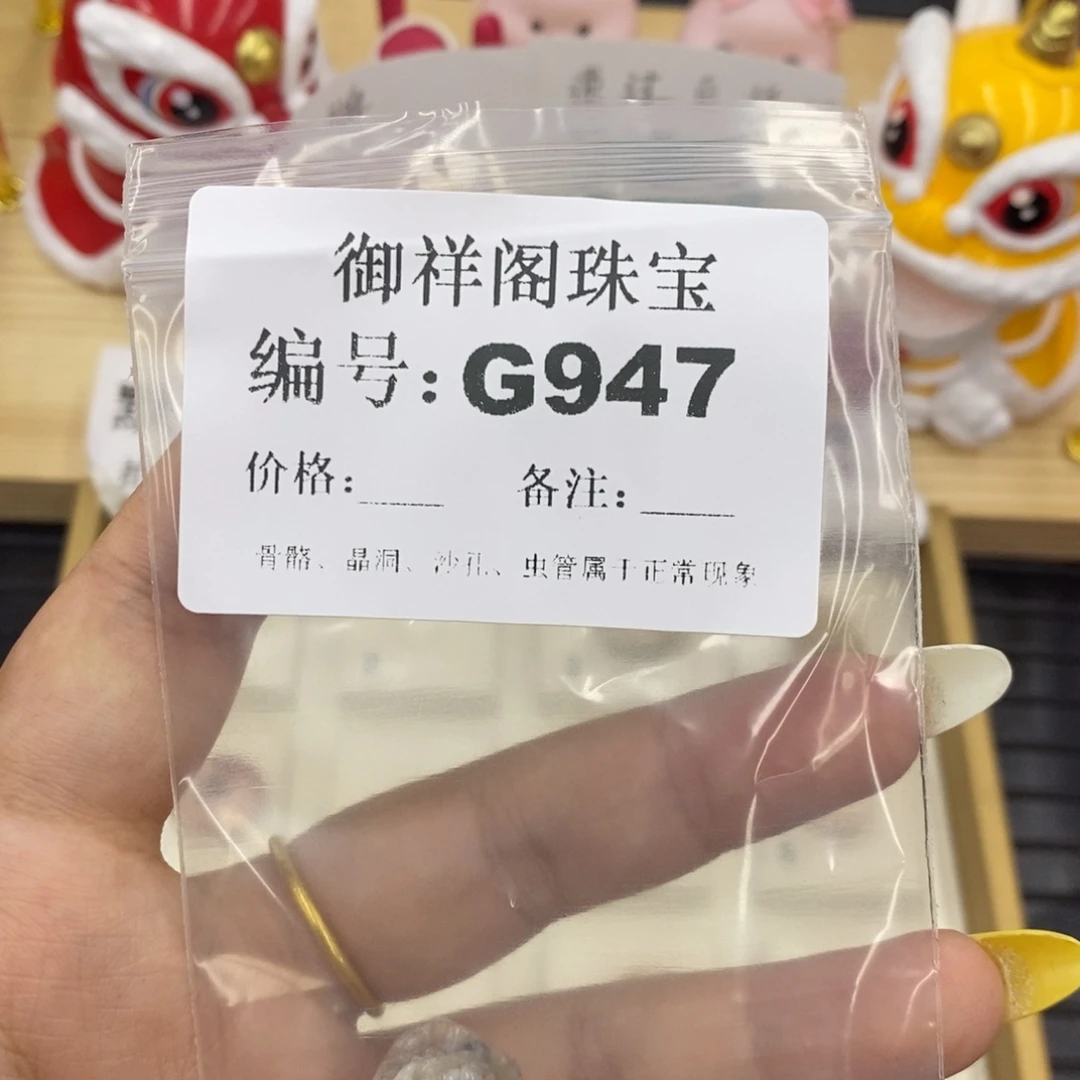 御祥阁珠宝
编号:G947
价格:____ 备注:____
骨骼、晶洞、沙孔、虫管属于正常现象